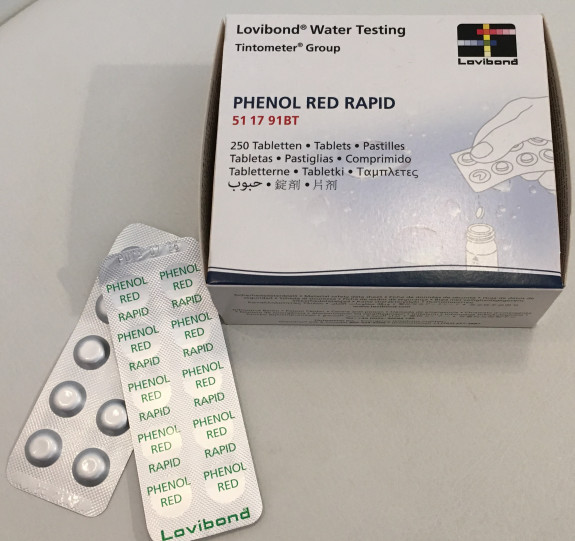 Lovibond® Water Testing
Tintometer® Group
Lovibond
PHENOL RED RAPID
51 17 91BT
250 Tabletten • Tablets • Pastilles
Tabletas • Pastiglias • Comprimido
Tabletterne • Tabletki • Ταμπλετες
حبوب • 錠剤 • 片剂
PHENOL RED RAPID
PHENOL RED RAPID
PHENOL RED RAPID
PHENOL RED RAPID
PHENOL RED RAPID
PHENOL RED RAPID
PHENOL RED RAPID
PHENOL RED RAPID
PHENOL RED
PHENOL RED
Lovibond